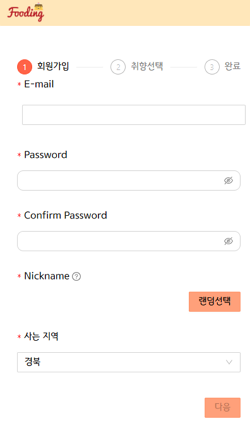 Fooding
1 회원가입 2 취향선택 3 완료
* E-mail
* Password
* Confirm Password
* Nickname ?
랜덤선택
* 사는 지역
경북
다음